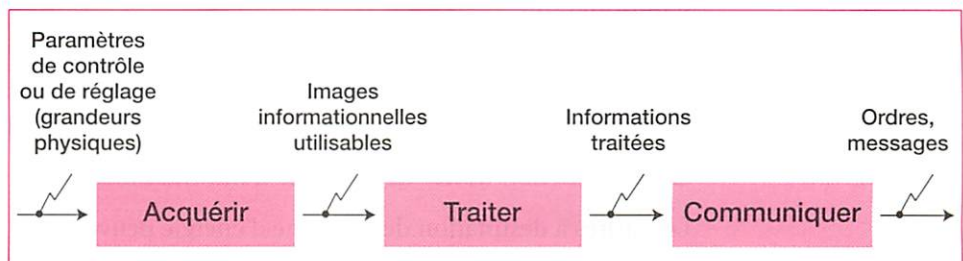 Paramètres
de contrôle
ou de réglage
(grandeurs
physiques)
Images
informationnelles
utilisables
Informations
traitées
Ordres,
messages
Acquérir
Traiter
Communiquer